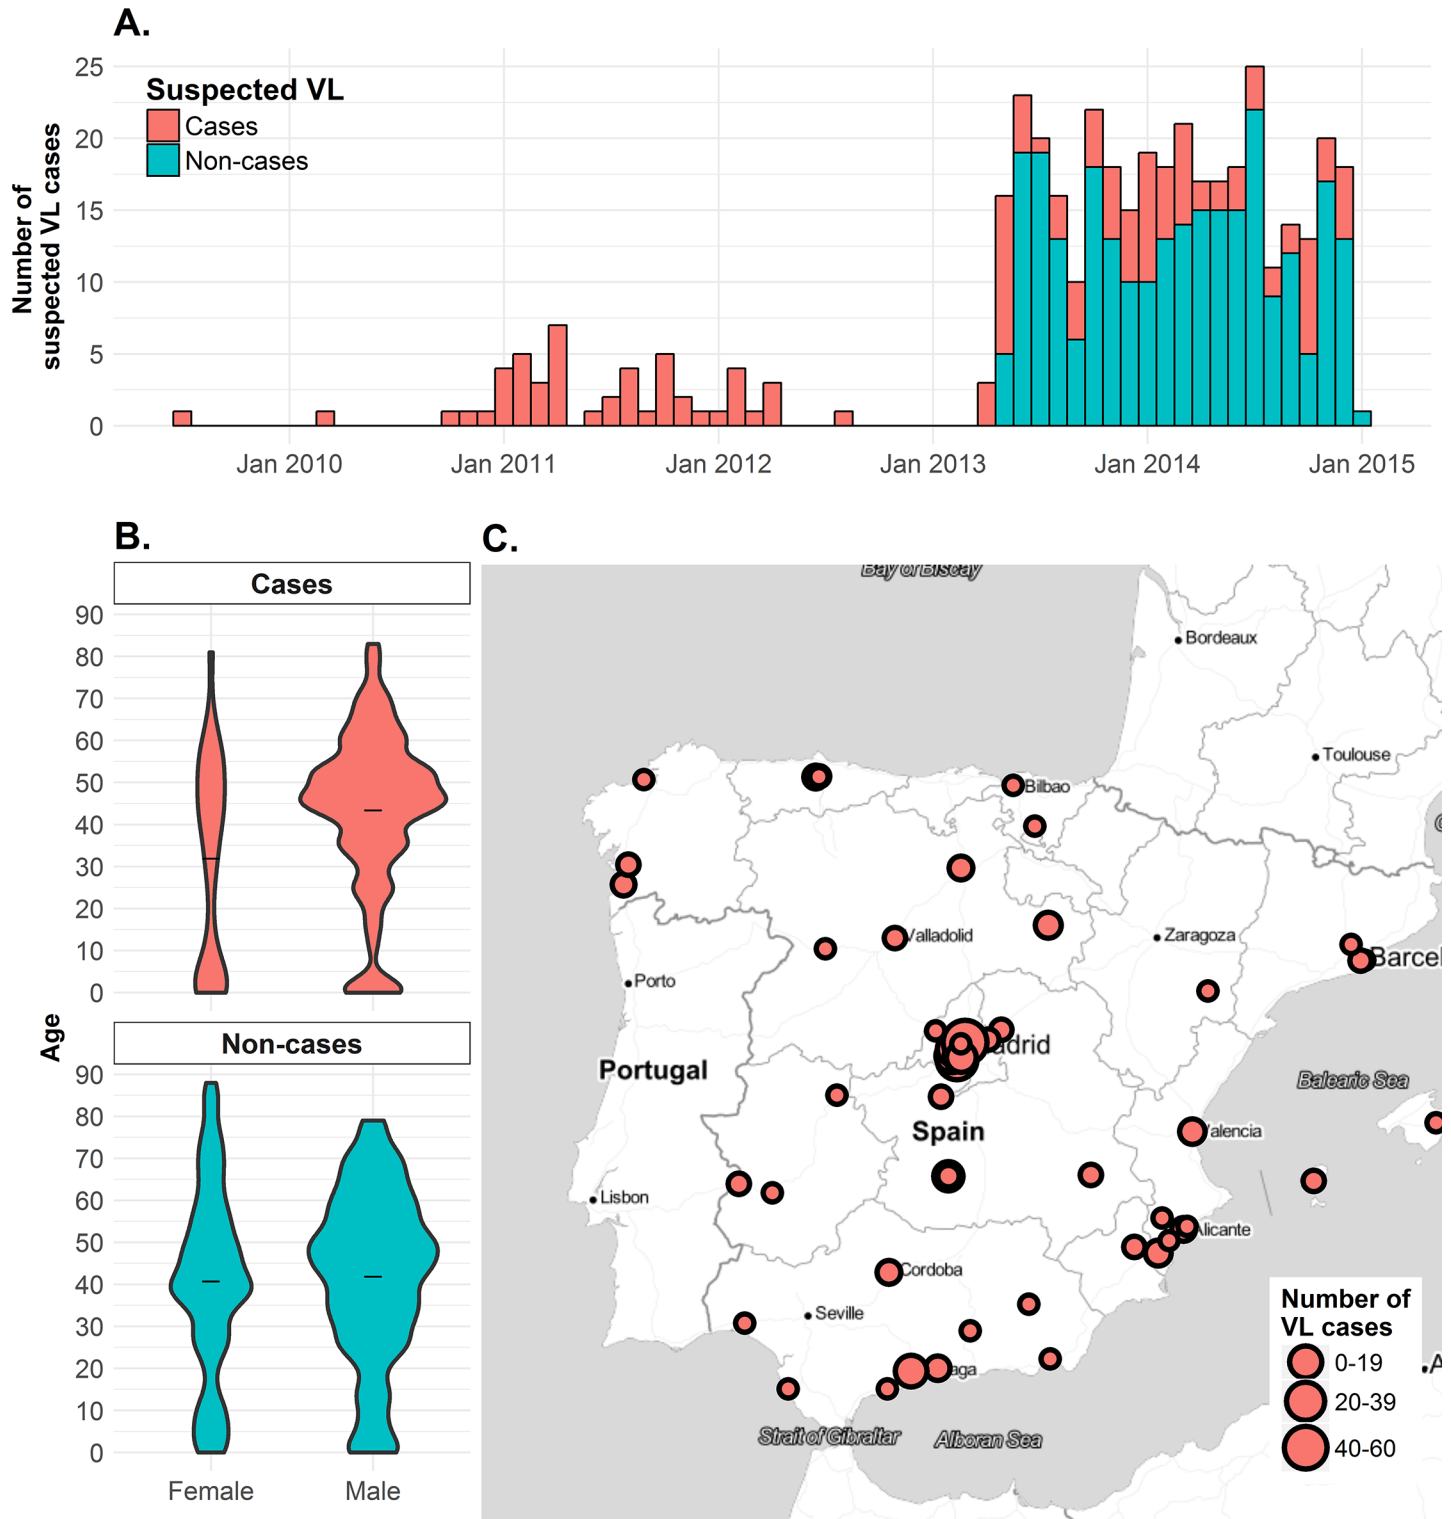 A.
25
20
15
10
5
0
Number of
suspected VL cases
Suspected VL
Cases
Non-cases
Jan 2010
Jan 2011
Jan 2012
Jan 2013
Jan 2014
Jan 2015
B.
Cases
90
80
70
60
50
40
30
20
10
0
Age
Non-cases
90
80
70
60
50
40
30
20
10
0
Female
Male
C.
Bay of Biscay
Bordeaux
Toulouse
Bilbao
Valladolid
Zaragoza
Barcel
Porto
adrid
Portugal
Balearic Sea
Spain
alencia
Lisbon
Alicante
Cordoba
Seville
aga
Strait of Gibraltar
Alboran Sea
Number of
VL cases
0-19
20-39
40-60
A